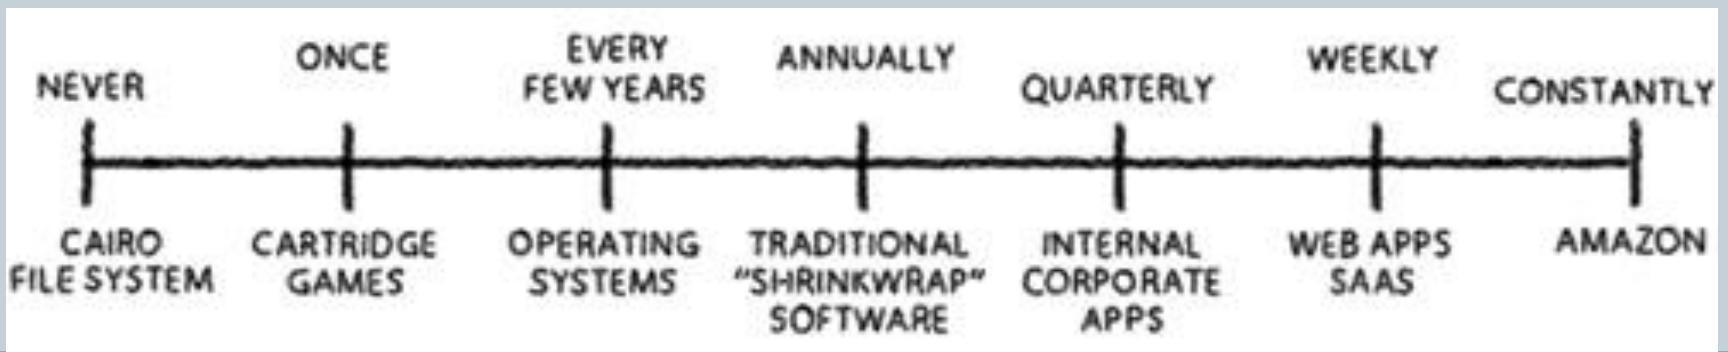 NEVER
ONCE
EVERY
FEW YEARS
ANNUALLY
QUARTERLY
WEEKLY
CONSTANTLY
CAIRO
FILE SYSTEM
CARTRIDGE
GAMES
OPERATING
SYSTEMS
TRADITIONAL
"SHRINKWRAP"
SOFTWARE
INTERNAL
CORPORATE
APPS
WEB APPS
SAAS
AMAZON